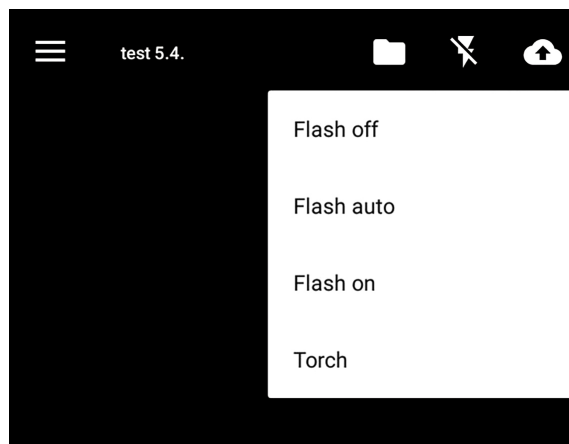 test 5.4.
Flash off
Flash auto
Flash on
Torch